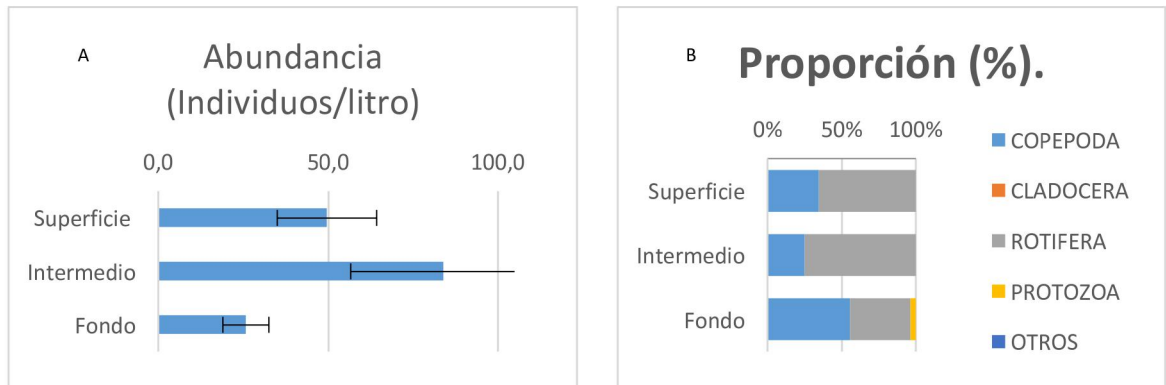 A
Abundancia
(Individuos/litro)
0,0 50,0 100,0
Superficie
Intermedio
Fondo
B
Proporción (%).
0% 50% 100%
Superficie
Intermedio
Fondo
COPEPODA
CLADOCERA
ROTIFERA
PROTOZOA
OTROS